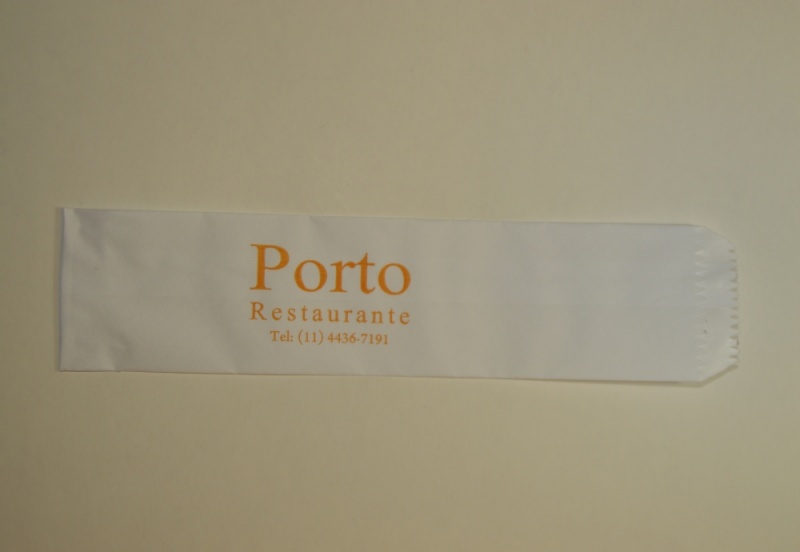 Porto
Restaurante
Tel: (11) 4436-7191